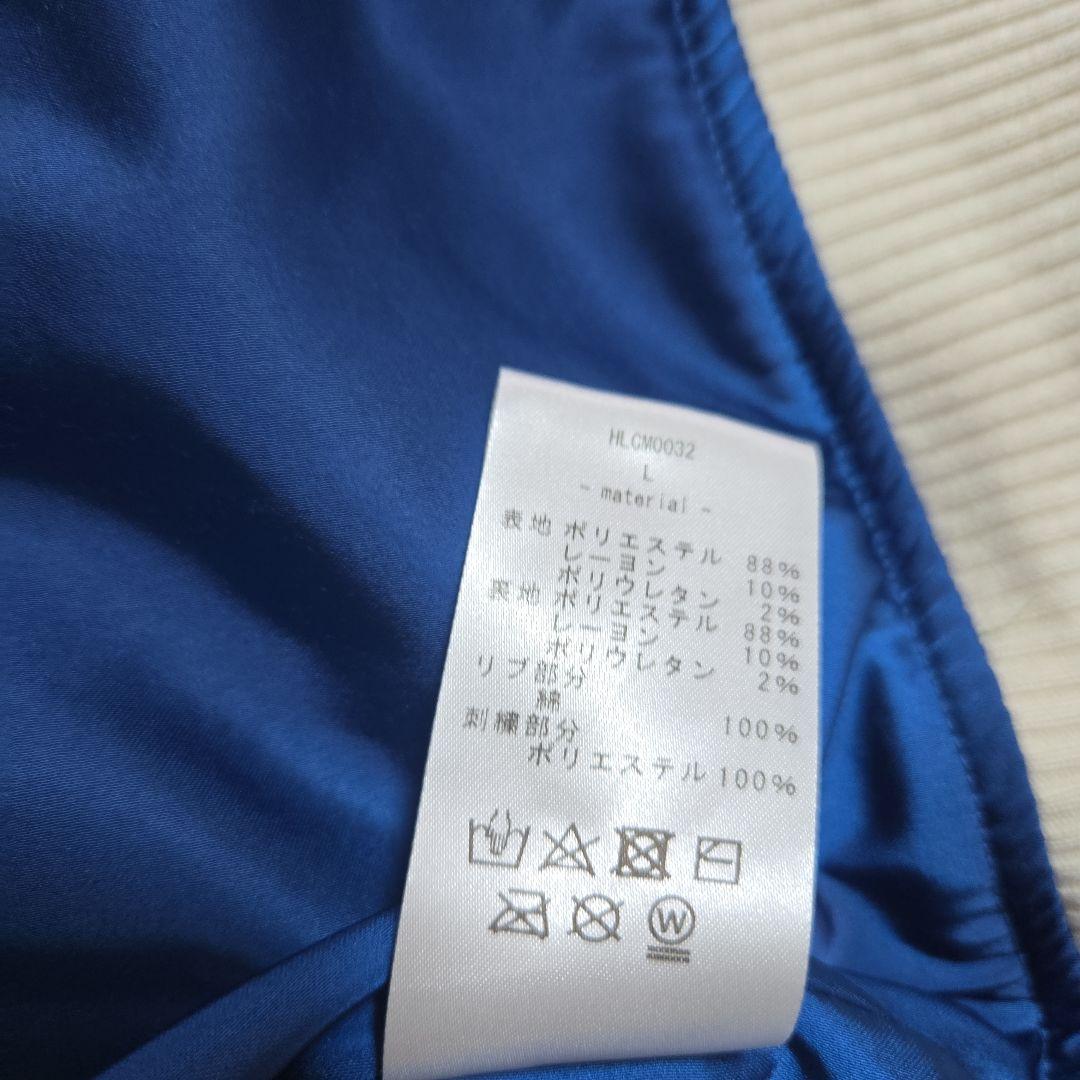 HLCM0032
L
- material -
表地 ポリエステル 88%
レーヨン 10%
ポリウレタン 2%
表地 ポリエステル 88%
レーヨン 10%
ポリウレタン 2%
リブ部分
綿 100%
刺繍部分
ポリエステル 100%
W